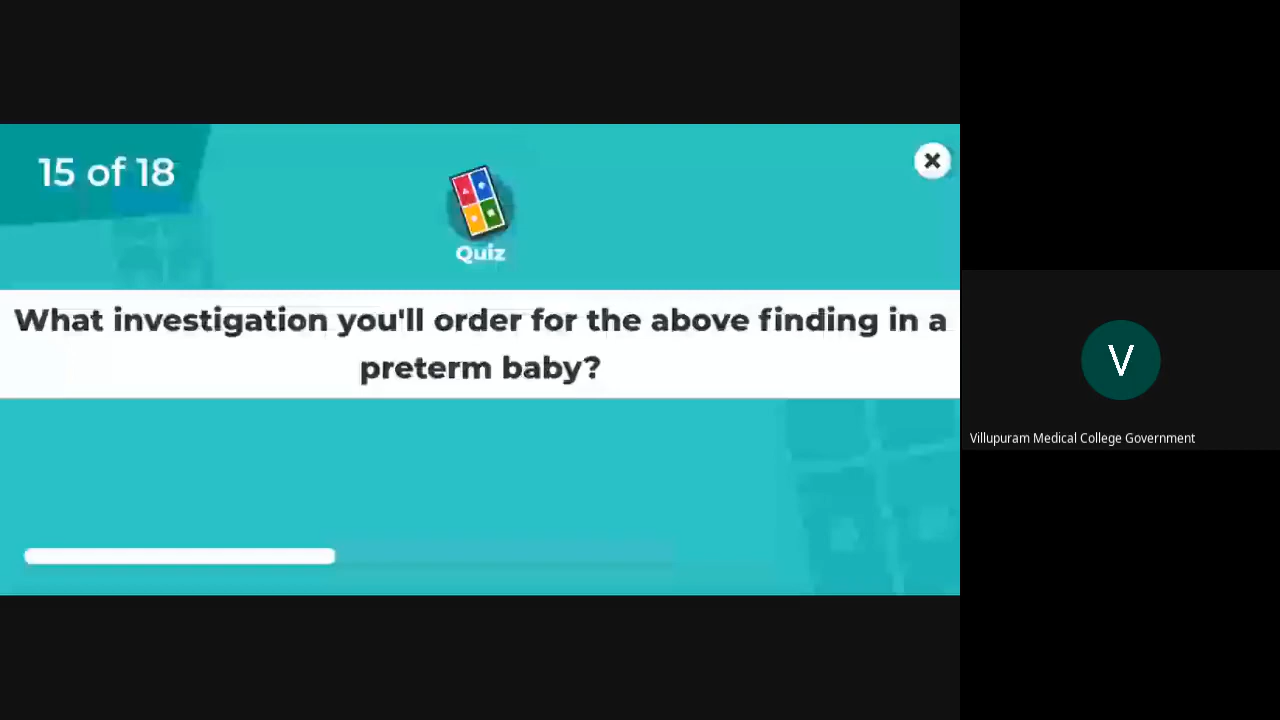 15 of 18
Quiz
What investigation you'll order for the above finding in a
preterm baby?
V
Villupuram Medical College Government